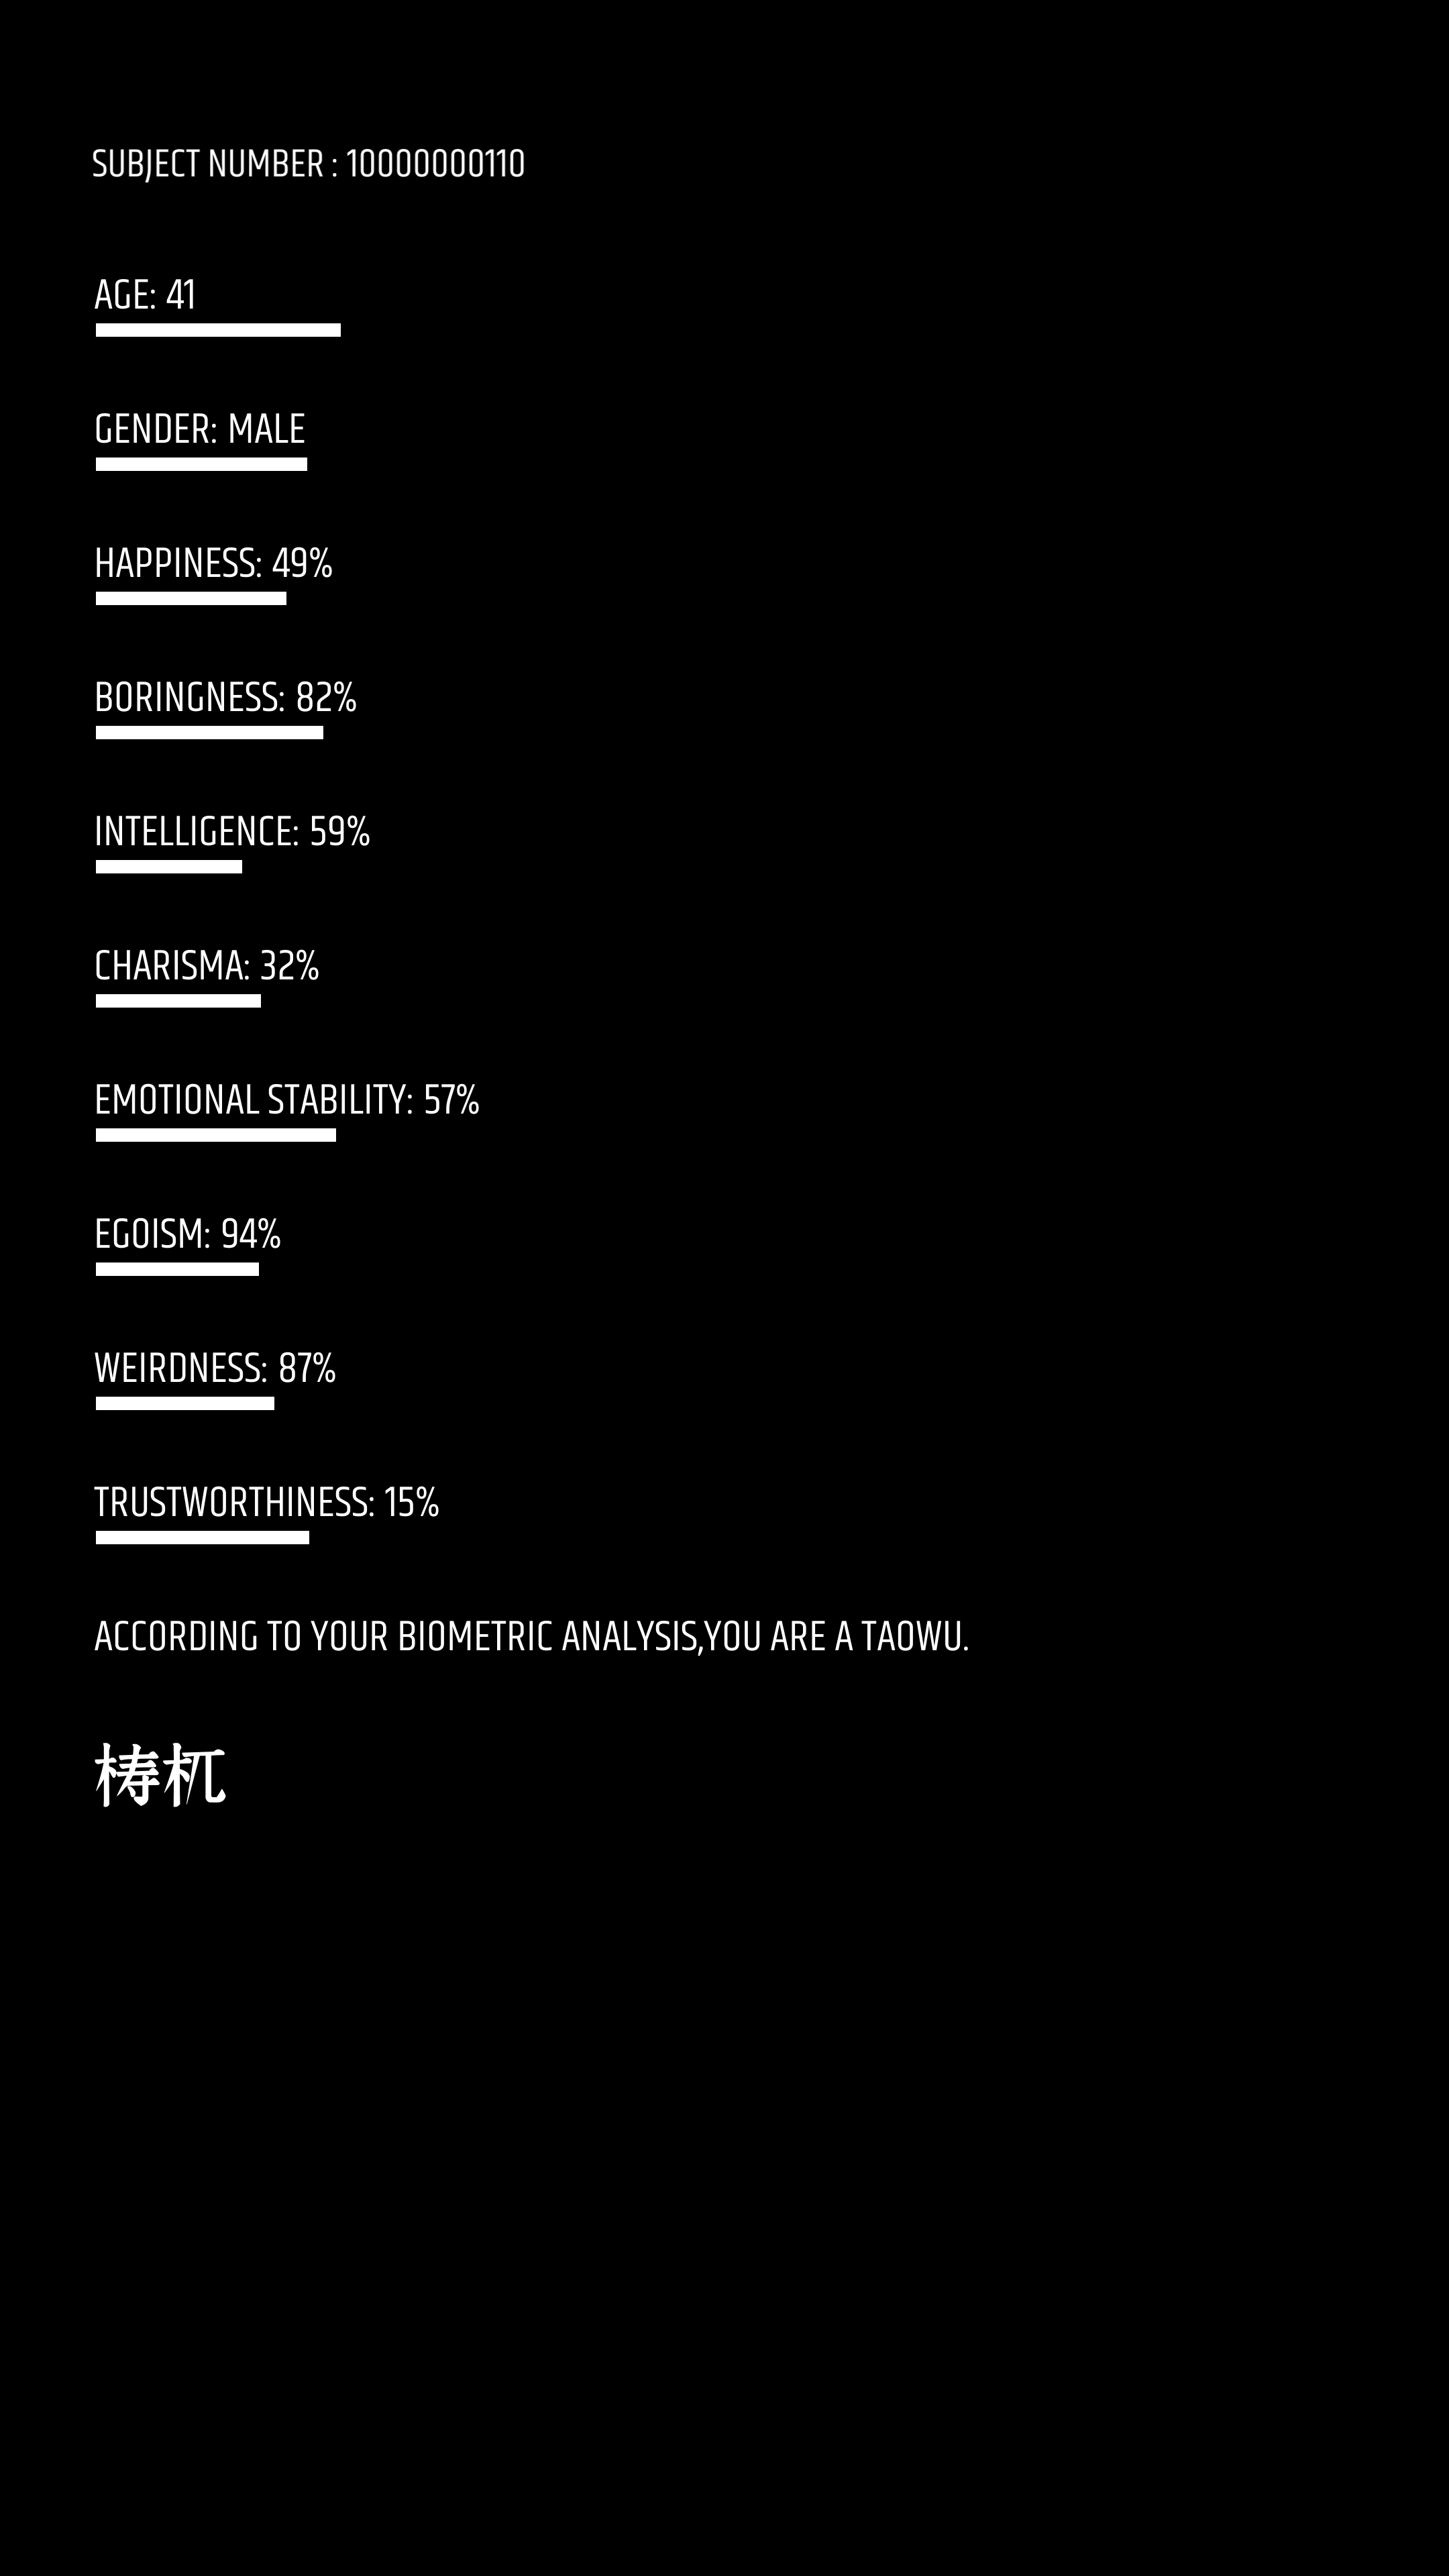 SUBJECT NUMBER : 10000000110
AGE: 41
GENDER: MALE
HAPPINESS: 49%
BORINGNESS: 82%
INTELLIGENCE: 59%
CHARISMA: 32%
EMOTIONAL STABILITY: 57%
EGOISM: 94%
WEIRDNESS: 87%
TRUSTWORTHINESS: 15%
ACCORDING TO YOUR BIOMETRIC ANALYSIS,YOU ARE A TAOWU.
梼杌